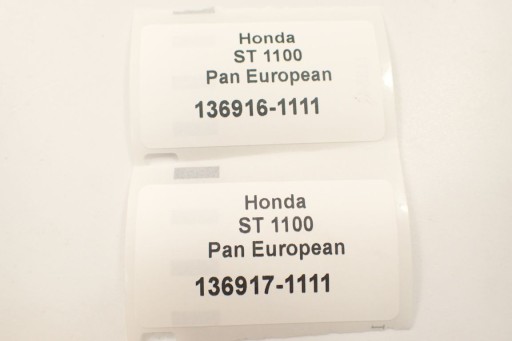 Honda
ST 1100
Pan European
136916-1111
Honda
ST 1100
Pan European
136917-1111